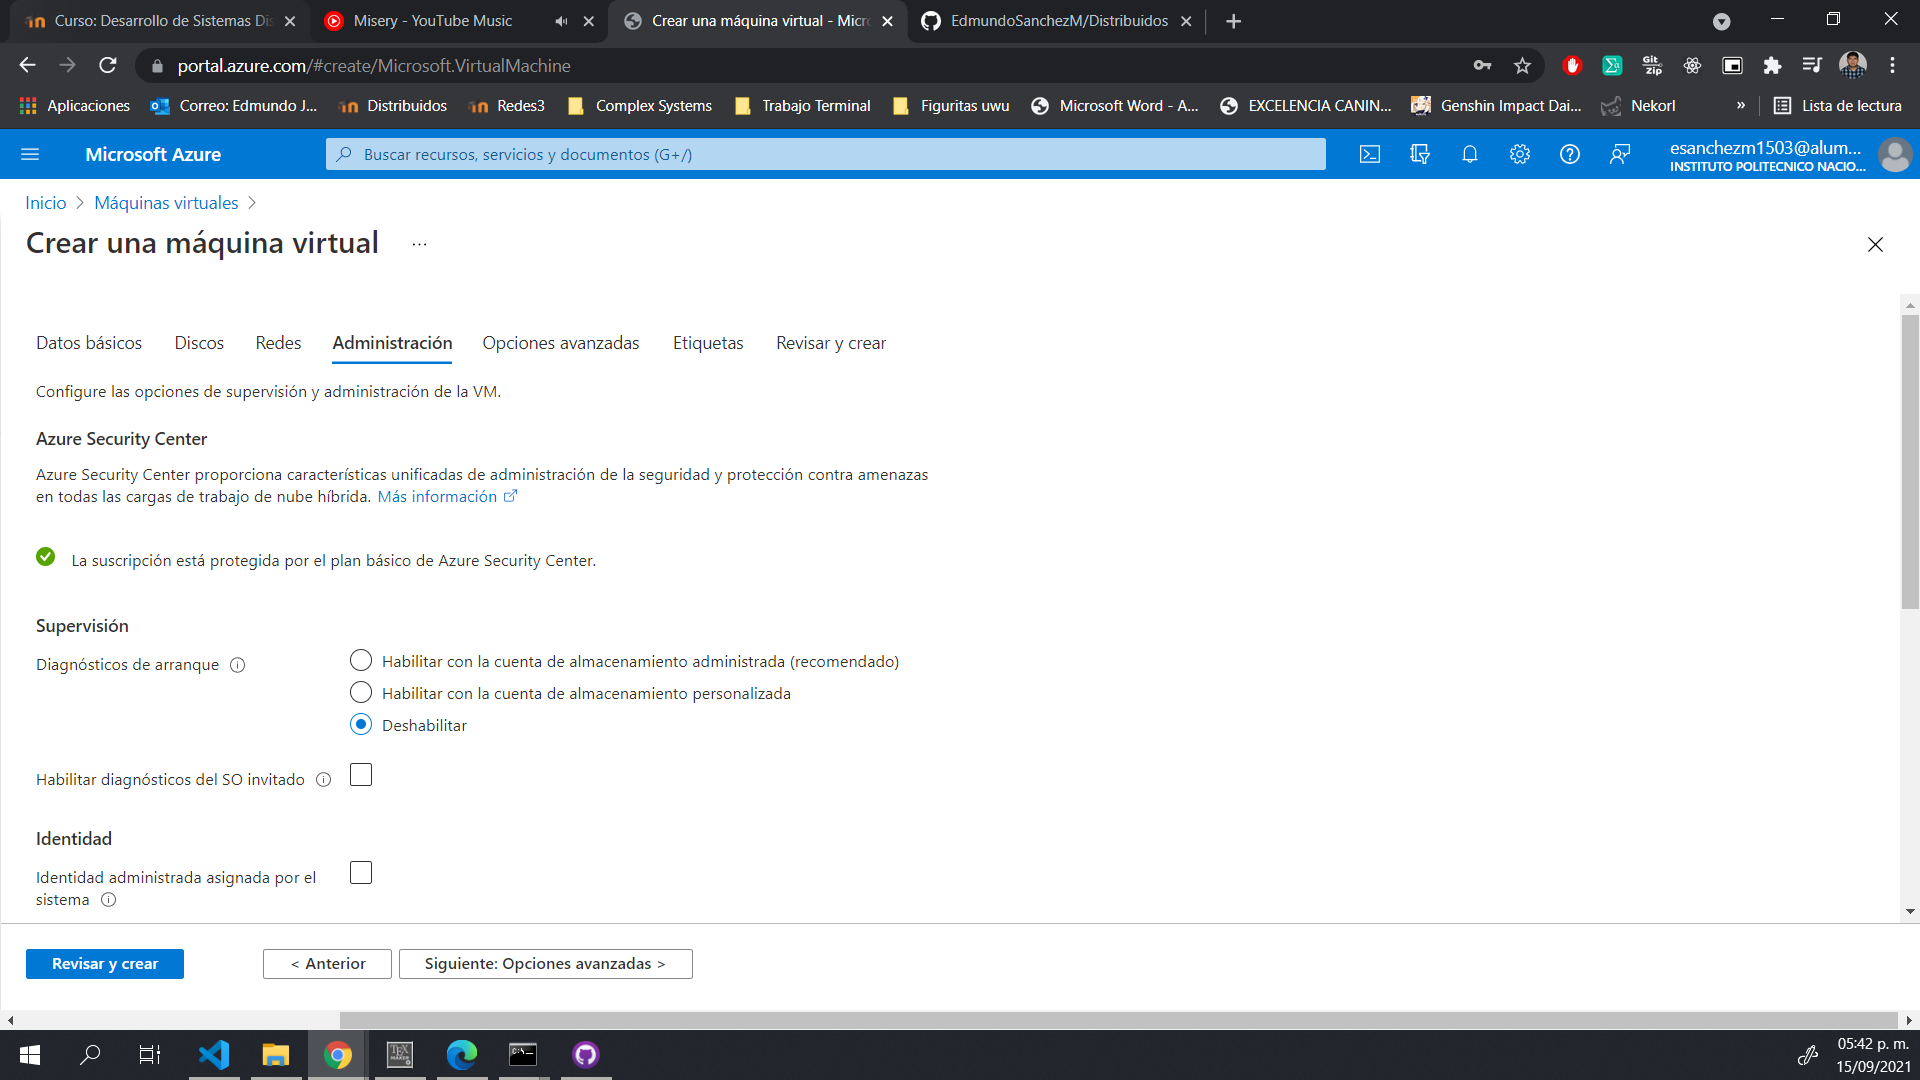 Curso: Desarrollo de Sistemas Dis
Misery - YouTube Music
Crear una máquina virtual - Micr
EdmundoSanchezM/Distribuidos
portal.azure.com/#create/Microsoft.VirtualMachine
Aplicaciones
Correo: Edmundo J...
Distribuidos
Redes3
Complex Systems
Trabajo Terminal
Figuritas uwu
Microsoft Word - A...
EXCELENCIA CANIN...
Genshin Impact Dai...
Nekorl
»
Lista de lectura
Microsoft Azure
Buscar recursos, servicios y documentos (G+/)
esanchezm1503@alum...
INSTITUTO POLITECNICO NACIO...
Inicio > Máquinas virtuales >
Crear una máquina virtual ...
Datos básicos
Discos
Redes
Administración
Opciones avanzadas
Etiquetas
Revisar y crear
Configure las opciones de supervisión y administración de la VM.
Azure Security Center
Azure Security Center proporciona características unificadas de administración de la seguridad y protección contra amenazas
en todas las cargas de trabajo de nube híbrida. Más información
La suscripción está protegida por el plan básico de Azure Security Center.
Supervisión
Diagnósticos de arranque
Habilitar con la cuenta de almacenamiento administrada (recomendado)
Habilitar con la cuenta de almacenamiento personalizada
Deshabilitar
Habilitar diagnósticos del SO invitado
Identidad
Identidad administrada asignada por el
sistema
Revisar y crear
< Anterior
Siguiente: Opciones avanzadas >
05:42 p. m.
15/09/2021